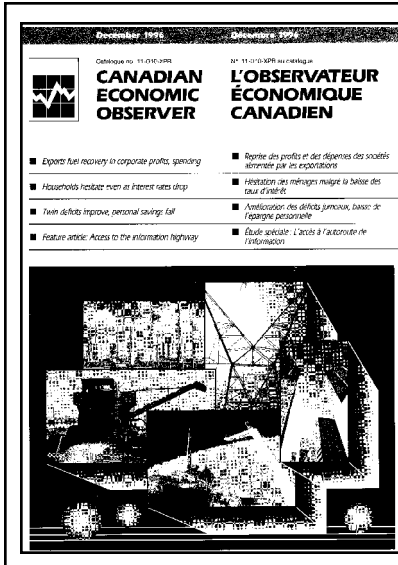 December 1996
Décembre 1996
Catalogue no. 11-010-XPB
N° 11-010-XPB au catalogue
CANADIAN
ECONOMIC
OBSERVER
L'OBSERVATEUR
ÉCONOMIQUE
CANADIEN
■ Exports fuel recovery in corporate profits, spending
■ Households hesitate even as interest rates drop
■ Twin deficits improve, personal savings fall
■ Feature article: Access to the information highway
■ Reprise des profits et des dépenses des sociétés
alimentée par les exportations
■ Hésitation des ménages malgré la baisse des
taux d'intérêt
■ Amélioration des déficits jumeaux, baisse de
l'épargne personnelle
■ Étude spéciale : L'accès à l'autoroute de
l'information